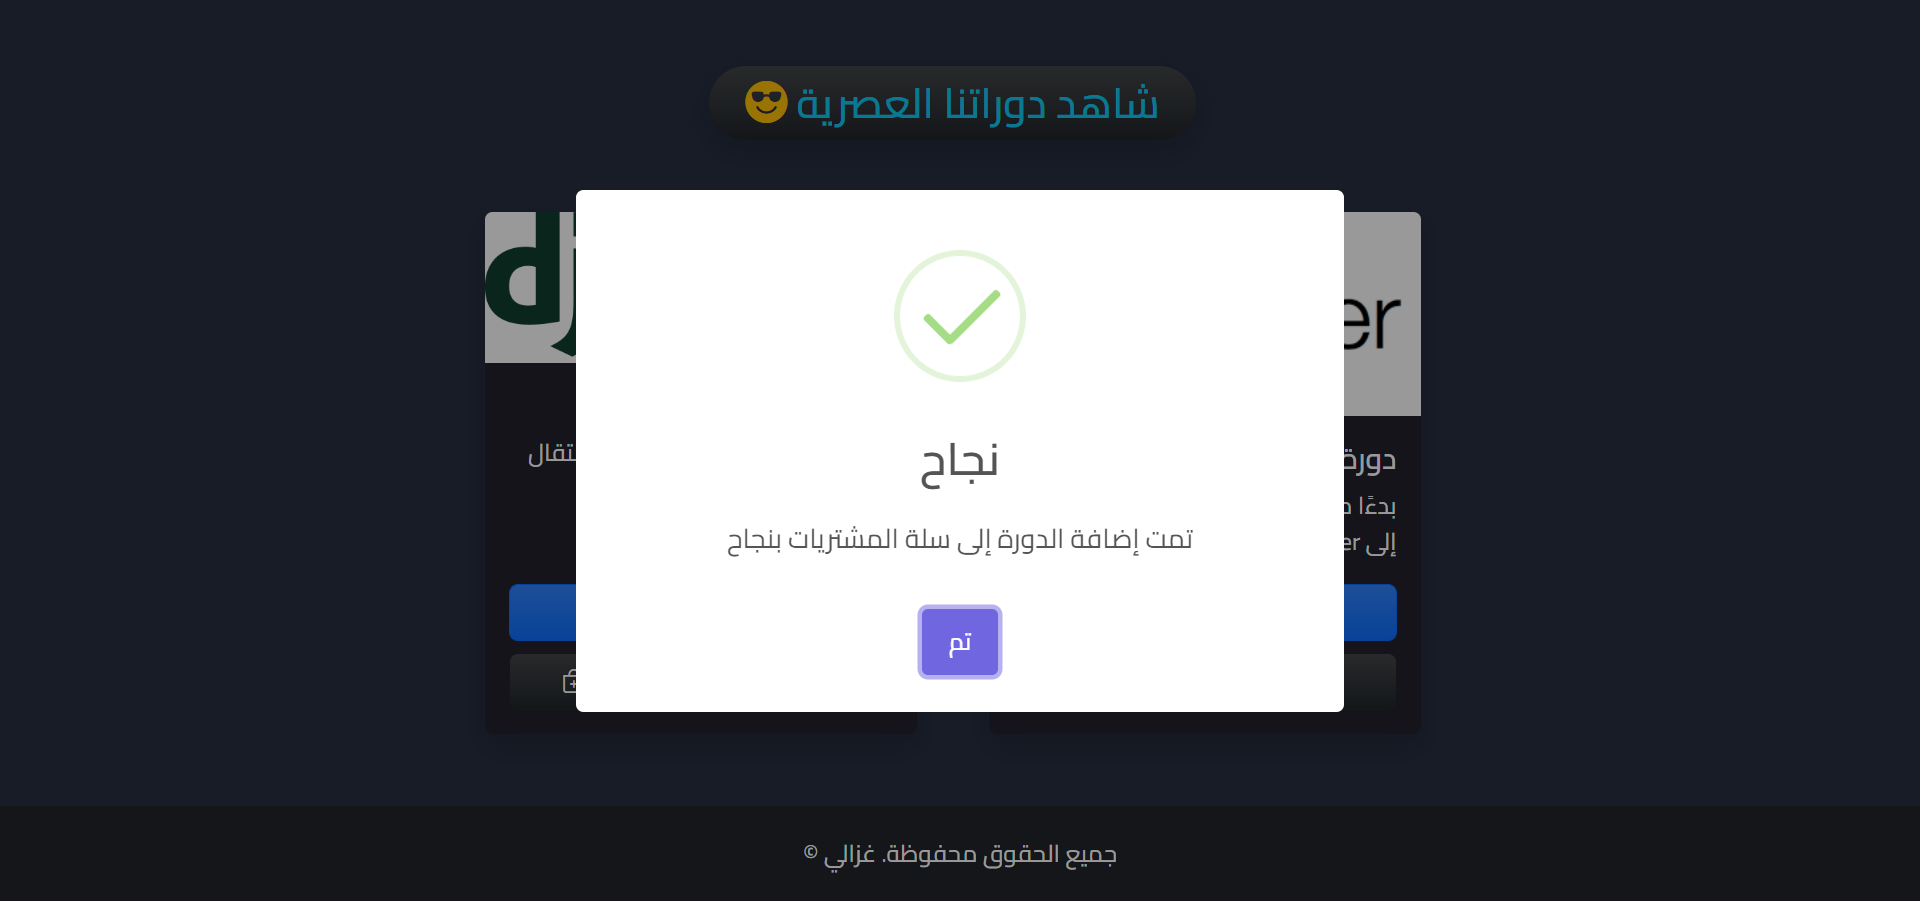 شاهد دوراتنا العصرية
dj
er
نجاح
تمت إضافة الدورة إلى سلة المشتريات بنجاح
تم
دورة
بدءًا
إلى er
جميع الحقوق محفوظة. غزالي ©